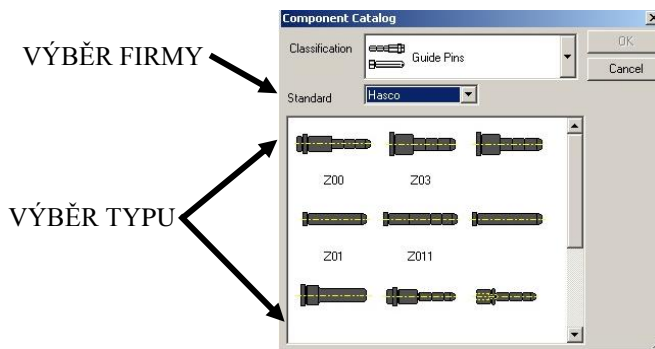 Component Catalog
Classification
Guide Pins
OK
Cancel
VÝBĚR FIRMY
Standard
Hasco
Z00 Z03
VÝBĚR TYPU
Z01 Z011